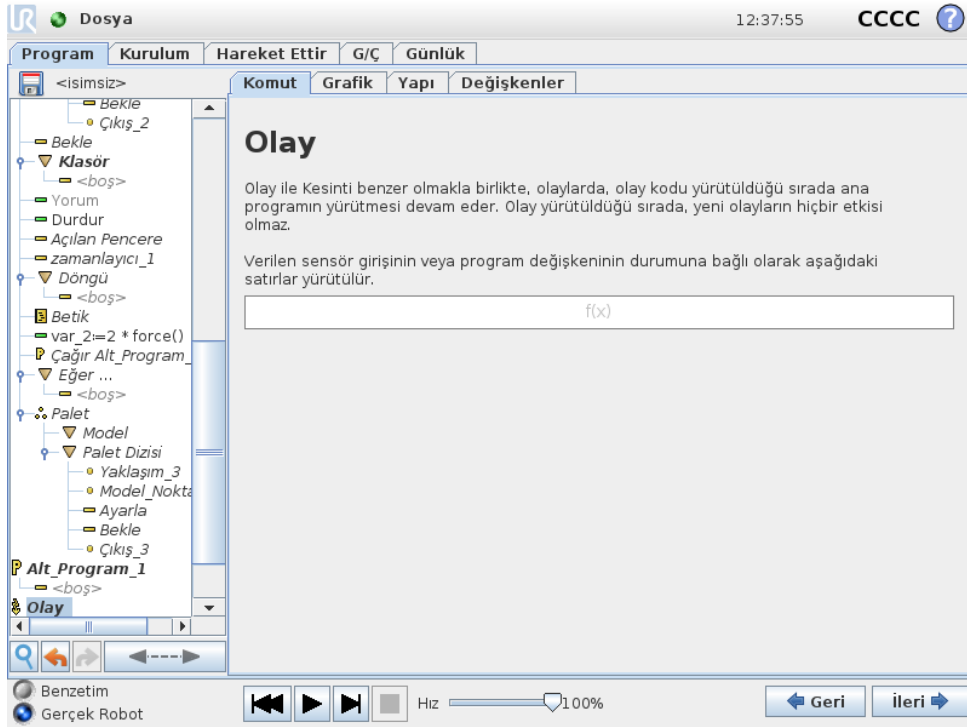 Dosya
12:37:55
CCCC
?
Program
Kurulum
Hareket Ettir
G/Ç
Günlük
<isimsiz>
Komut
Grafik
Yapı
Değişkenler
Bekle
Çıkış_2
Bekle
Klasör
<boş>
Yorum
Durdur
Açılan Pencere
zamanlayıcı_1
Döngü
<boş>
Betik
var_2:=2 * force()
Çağır Alt_Program_
Eğer ...
<boş>
Palet
Model
Palet Dizisi
Yaklaşım_3
Model_Nokta
Ayarla
Bekle
Çıkış_3
Alt_Program_1
<boş>
Olay
Olay
Olay ile Kesinti benzer olmakla birlikte, olaylarda, olay kodu yürütüldüğü sırada ana
programın yürütmesi devam eder. Olay yürütüldüğü sırada, yeni olayların hiçbir etkisi
olmaz.
Verilen sensör girişinin veya program değişkeninin durumuna bağlı olarak aşağıdaki
satırlar yürütülür.
f(x)
Benzetim
Gerçek Robot
Hız
100%
Geri
İleri